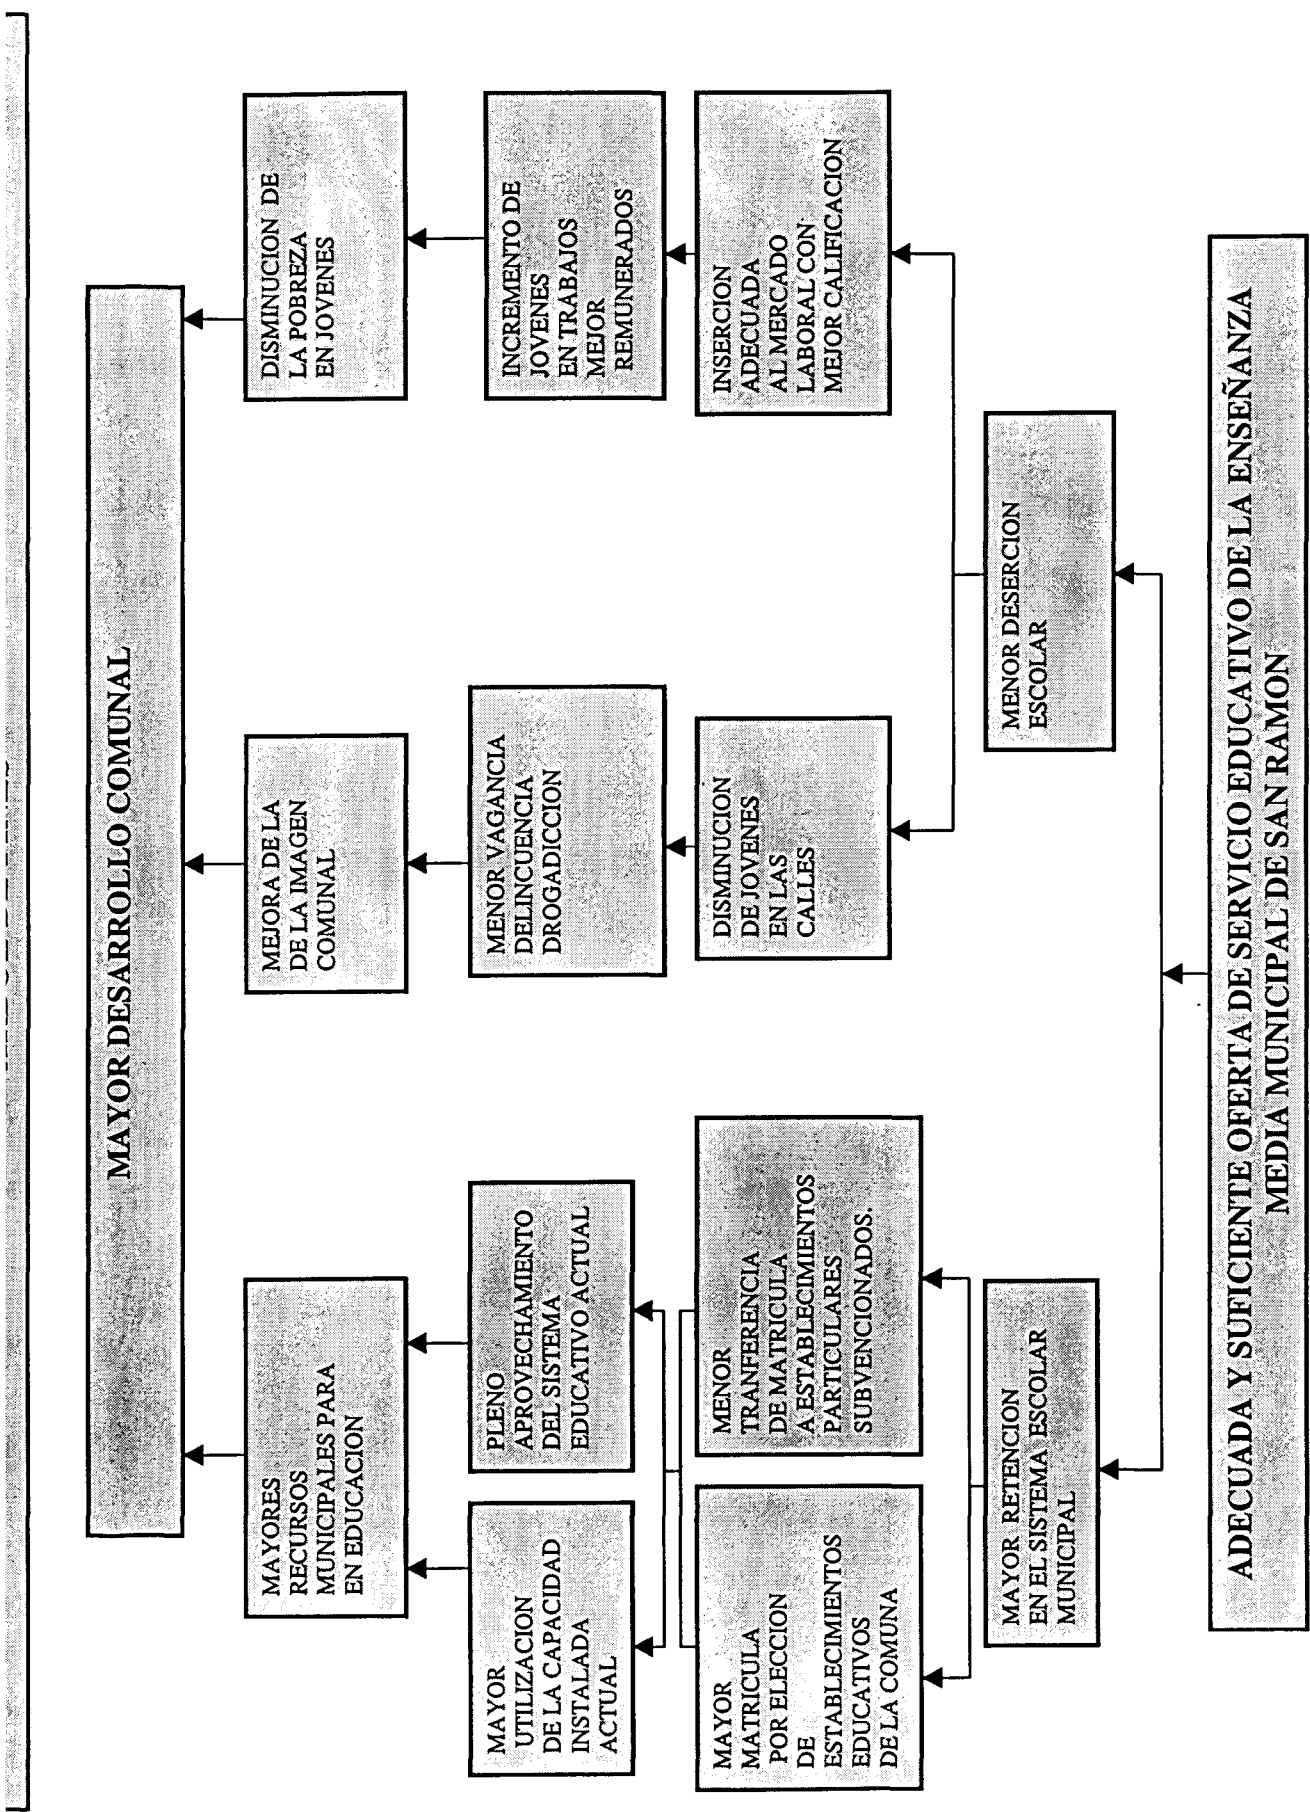 MAYOR DESARROLLO COMUNAL
MAYORES
RECURSOS
MUNICIPALES PARA
EN EDUCACION
MEJORA DE LA
DE LA IMAGEN
COMUNAL
DISMINUCION DE
LA POBREZA
EN JOVENES
MAYOR
UTILIZACION
DE LA CAPACIDAD
INSTALADA
ACTUAL
PLENO
APROVECHAMIENTO
DEL SISTEMA
EDUCATIVO ACTUAL
MENOR VAGANCIA
DELINCUENCIA
DROGADICCION
INCREMENTO DE
JOVENES
EN TRABAJOS
MEJOR
REMUNERADOS
MAYOR
MATRICULA
POR ELECCION
DE
ESTABLECIMIENTOS
EDUCATIVOS
DE LA COMUNA
MENOR
TRANFERENCIA
DE MATRICULA
A ESTABLECIMIENTOS
PARTICULARES
SUBVENCIONADOS.
DISMINUCION
DE JOVENES
EN LAS
CALLES
INSERCION
ADECUADA
AL MERCADO
LABORAL CON
MEJOR CALIFICACION
MAYOR RETENCION
EN EL SISTEMA ESCOLAR
MUNICIPAL
MENOR DESERCION
ESCOLAR
ADECUADA Y SUFICIENTE OFERTA DE SERVICIO EDUCATIVO DE LA ENSEÑANZA
MEDIA MUNICIPAL DE SAN RAMON